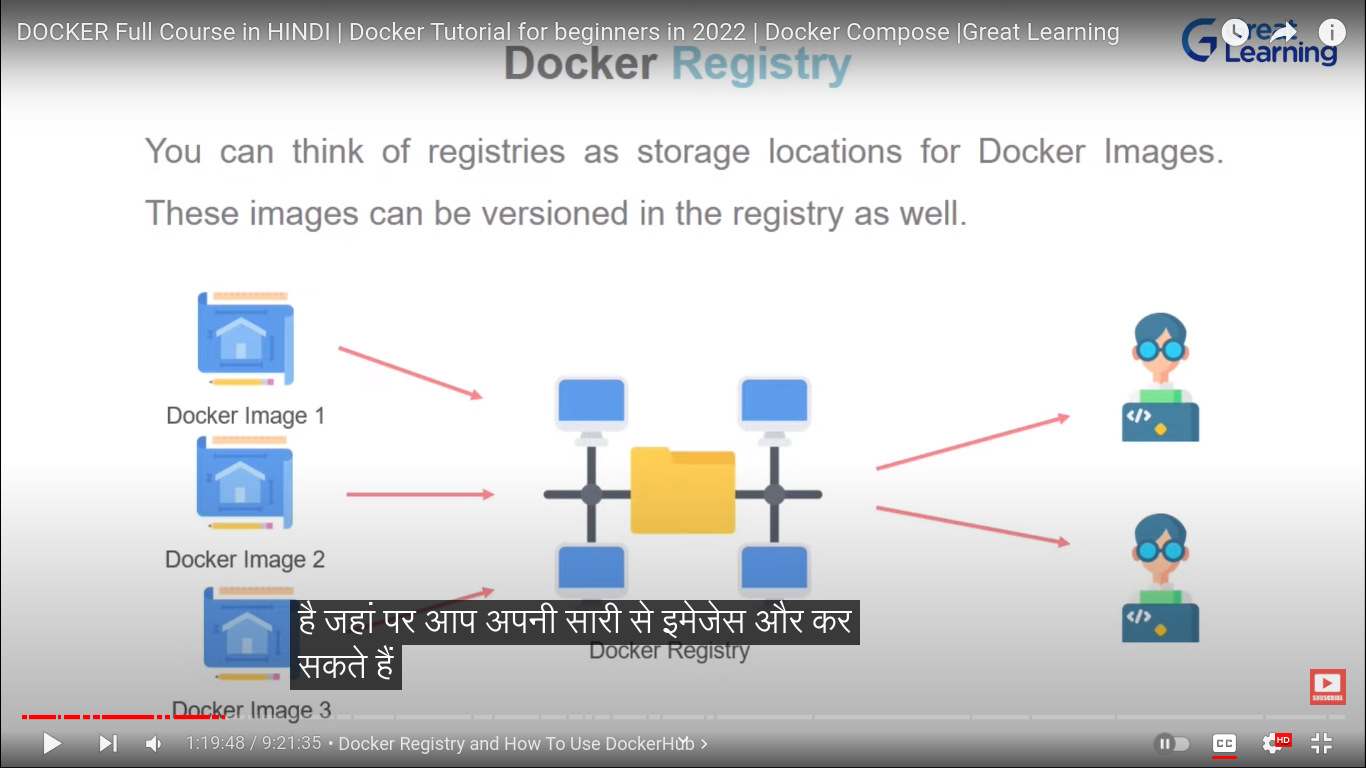 DOCKER Full Course in HINDI | Docker Tutorial for beginners in 2022 | Docker Compose |Great Learning
Great
Learning
Docker Registry
You can think of registries as storage locations for Docker Images.
These images can be versioned in the registry as well.
Docker Image 1
Docker Image 2
</>
</>
है जहां पर आप अपनी सारी से इमेजेस और कर
सकते हैं
Docker Registry
Docker Image 3
SUBSCRIBE
1:19:48 / 9:21:35 • Docker Registry and How To Use DockerHub
CC
HD